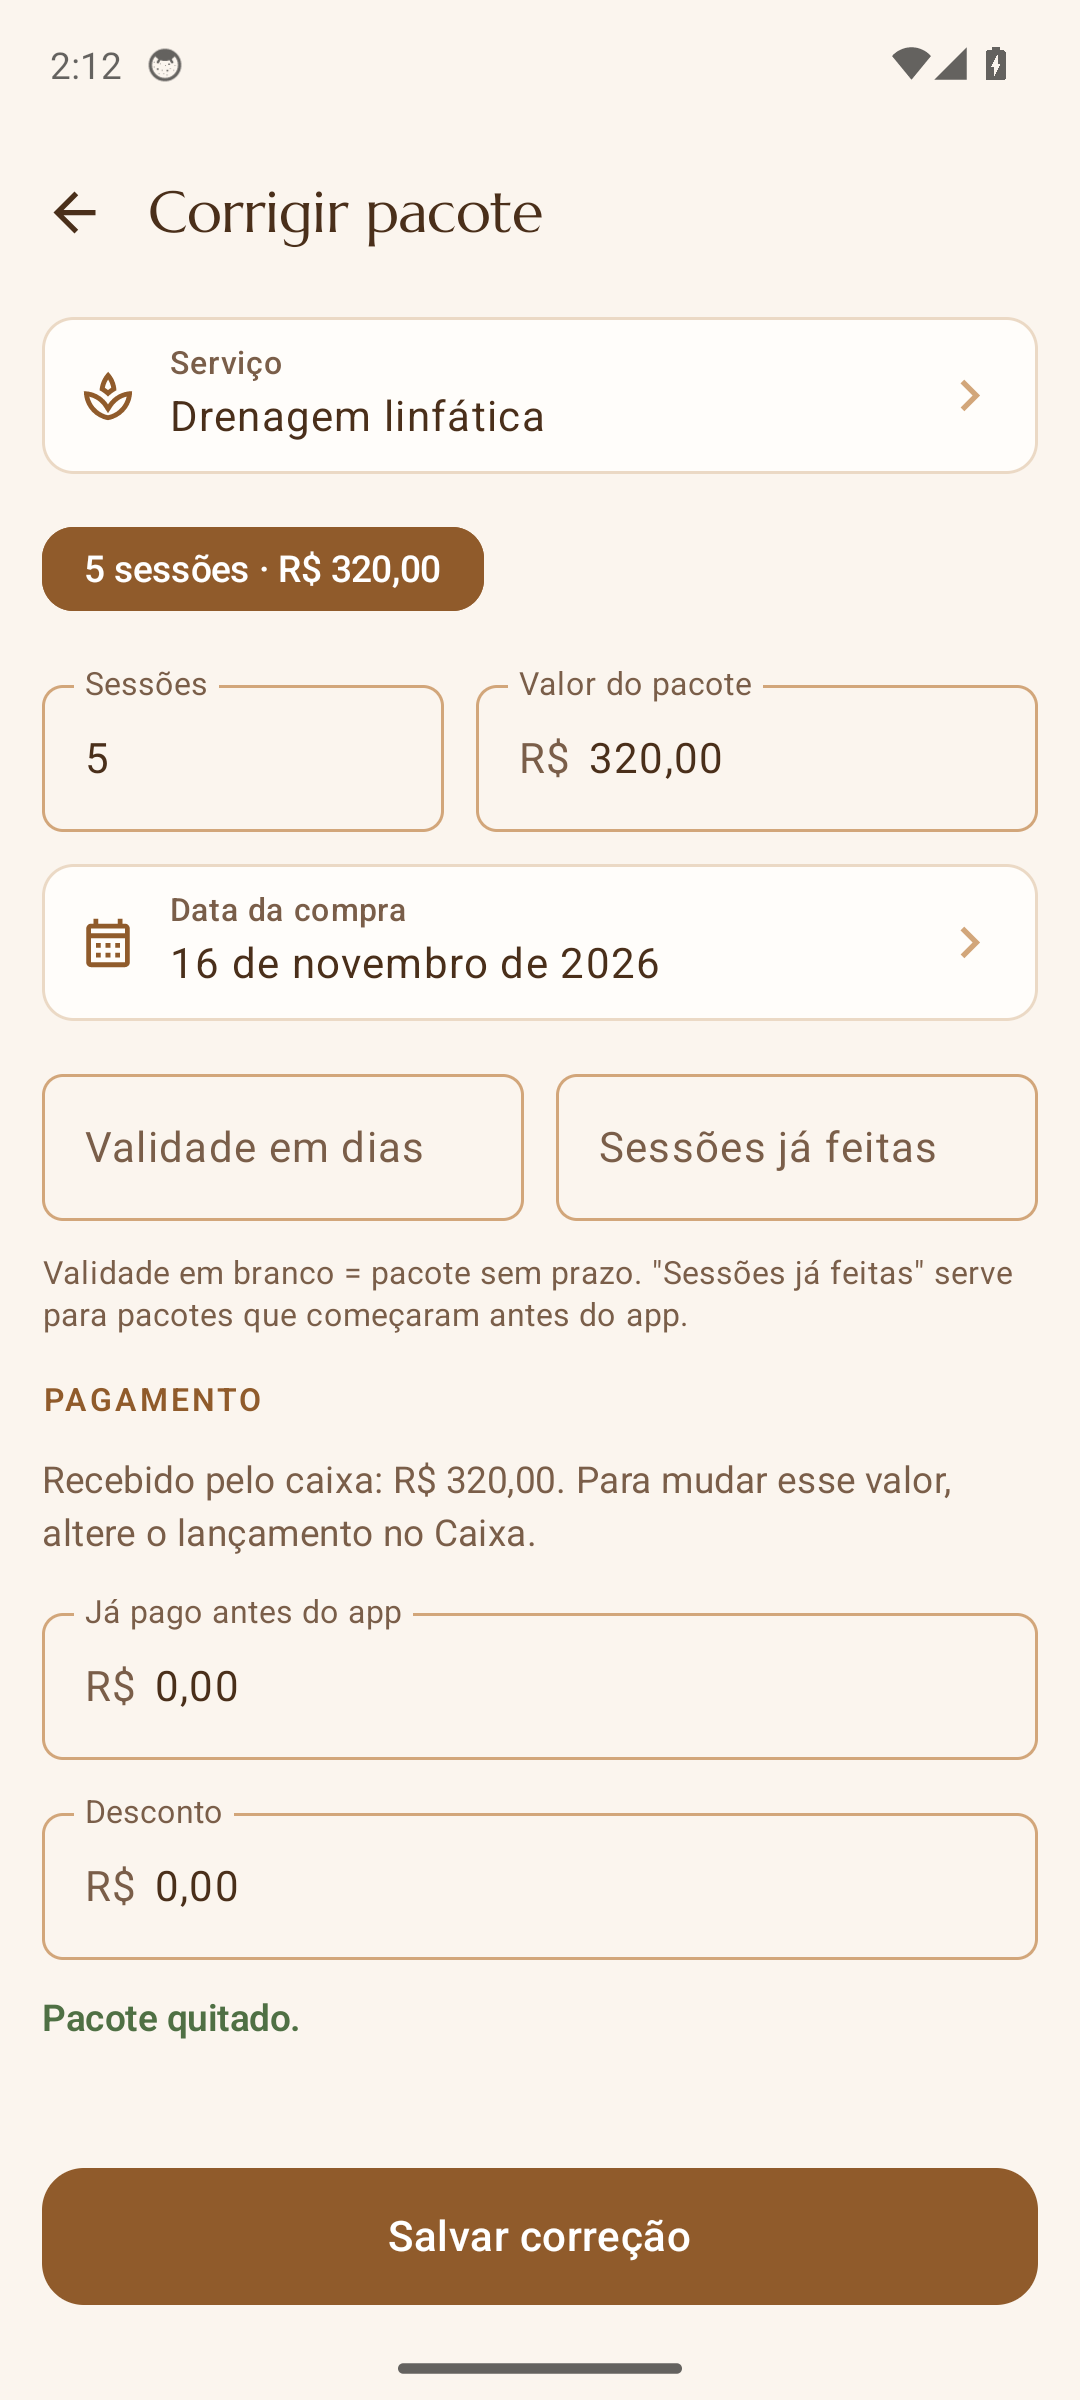 2:12
Corrigir pacote
Serviço
Drenagem linfática
5 sessões · R$ 320,00
Sessões
5
Valor do pacote
R$ 320,00
Data da compra
16 de novembro de 2026
Validade em dias
Sessões já feitas
Validade em branco = pacote sem prazo. "Sessões já feitas" serve
para pacotes que começaram antes do app.
PAGAMENTO
Recebido pelo caixa: R$ 320,00. Para mudar esse valor,
altere o lançamento no Caixa.
Já pago antes do app
R$ 0,00
Desconto
R$ 0,00
Pacote quitado.
Salvar correção